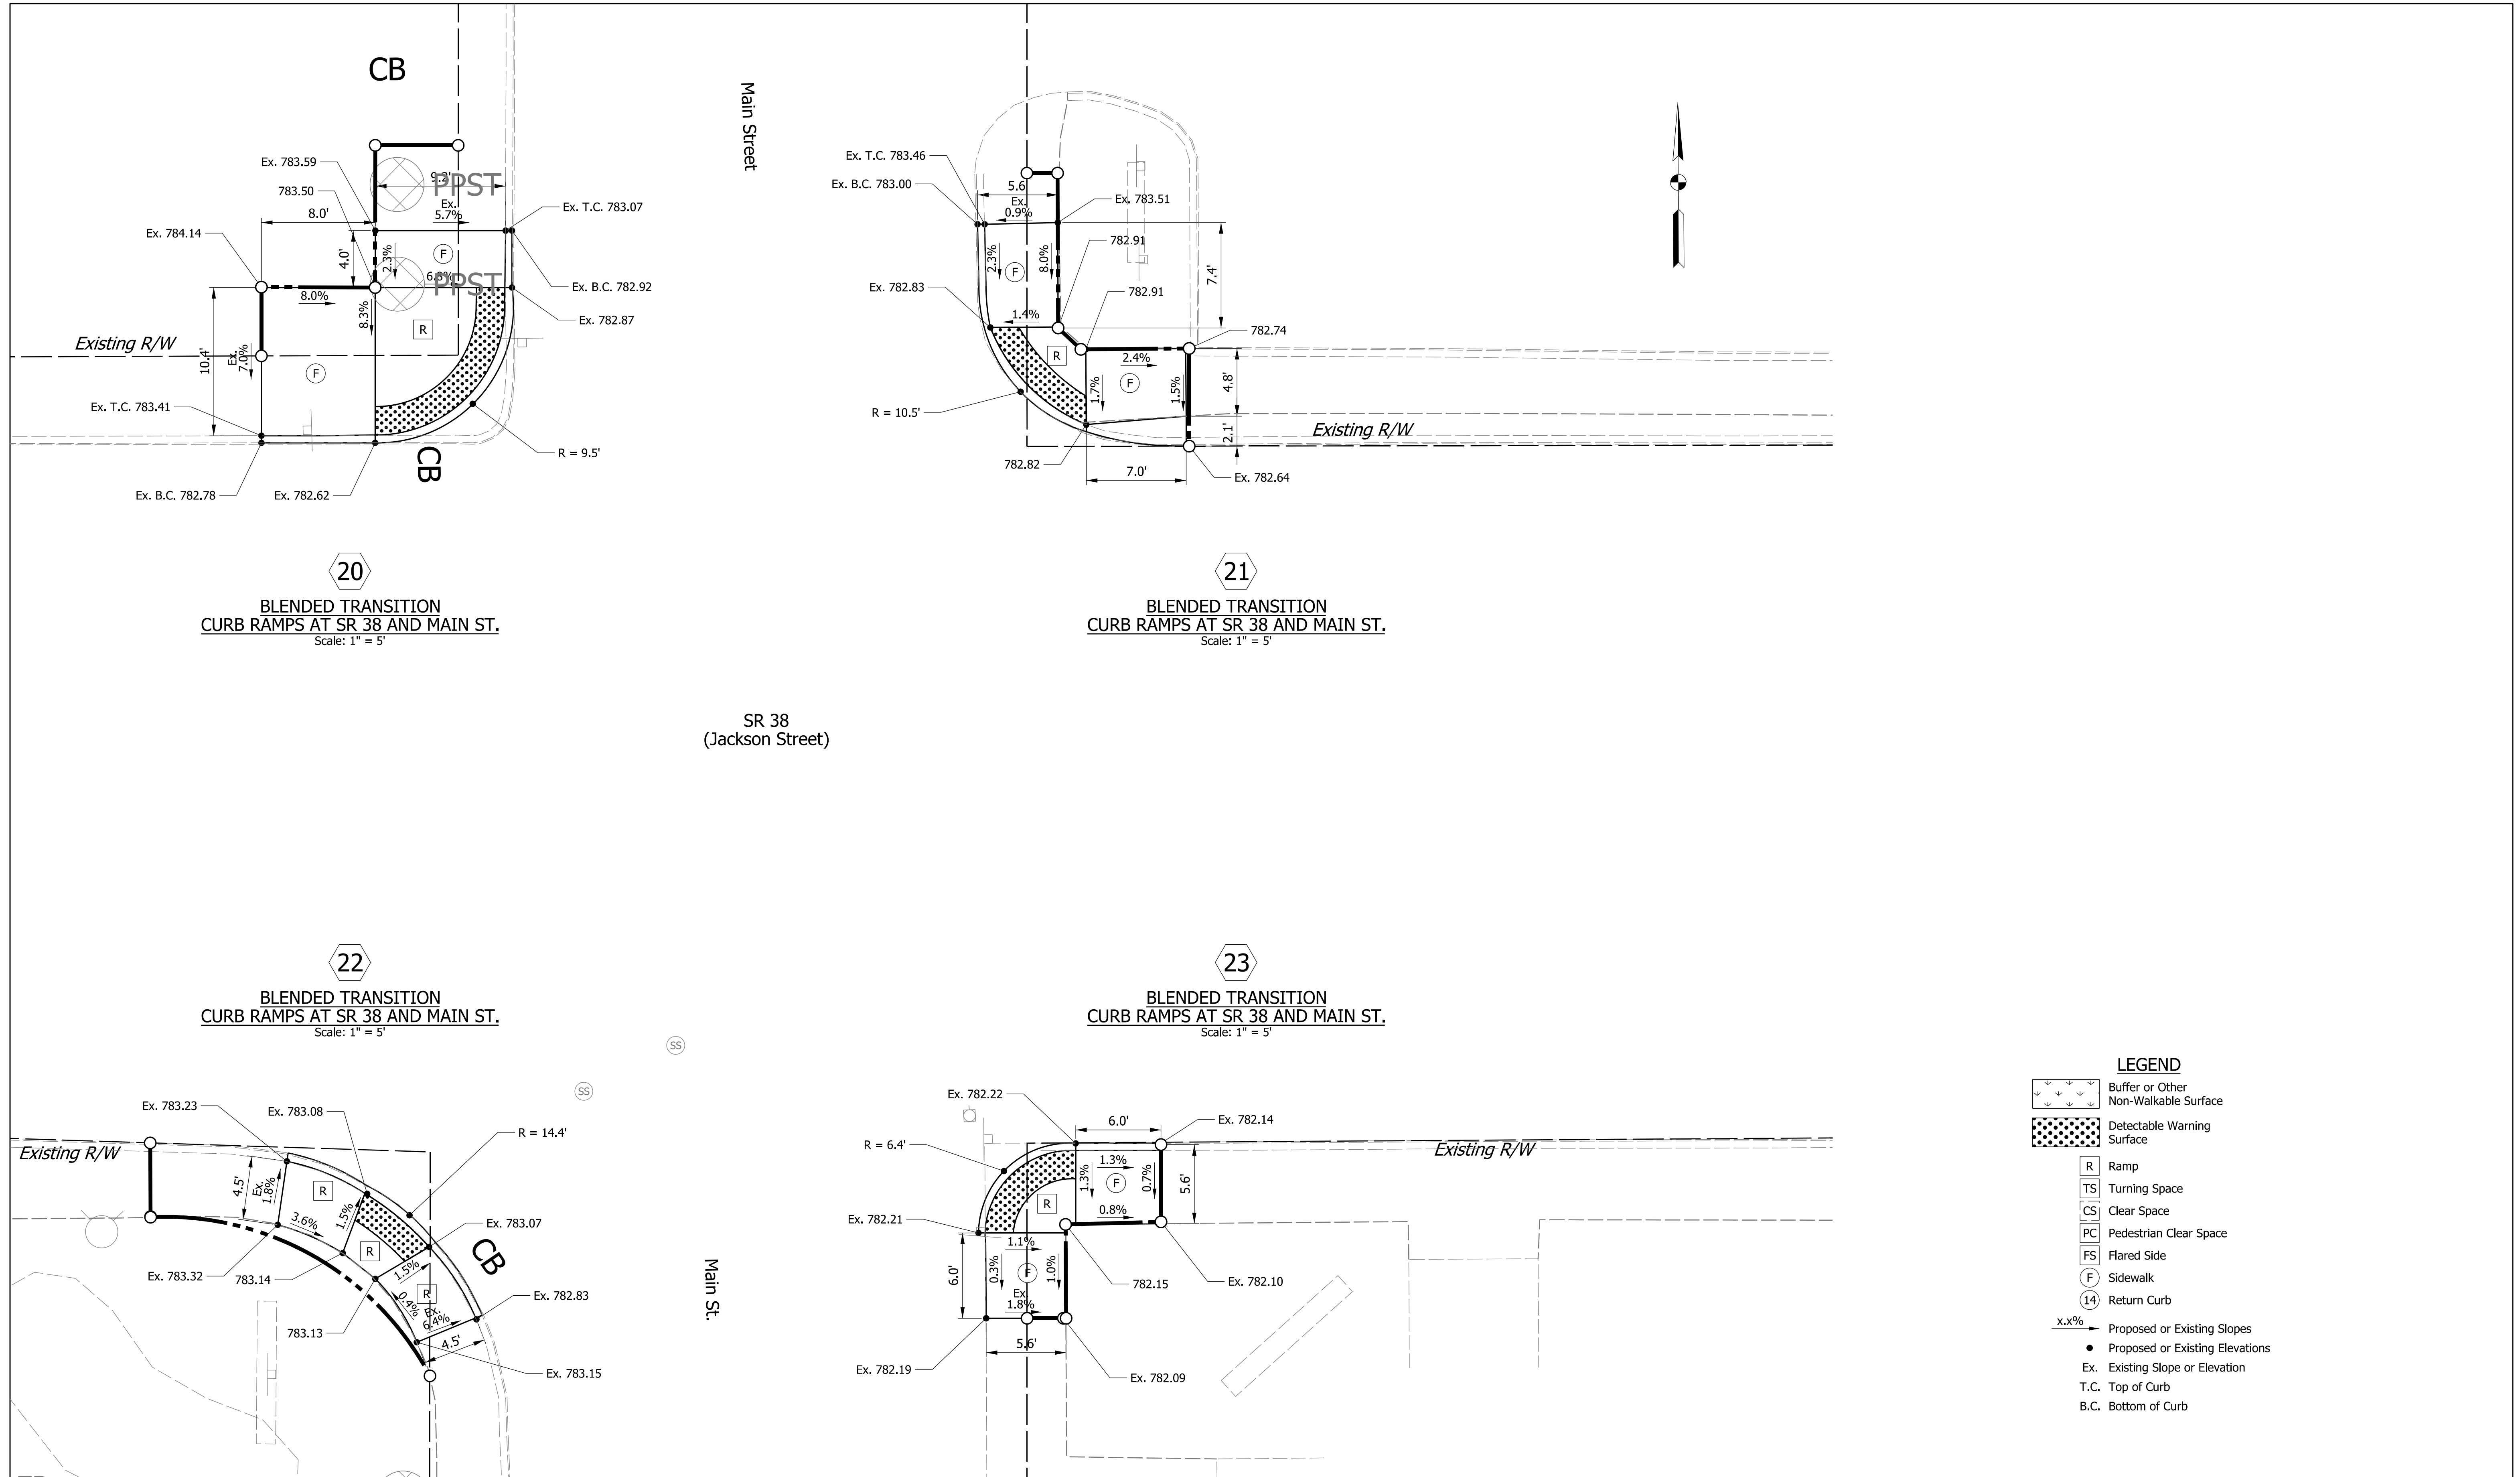 CB
Main Street
Ex. 783.59
783.50
9.2'
PPST
Ex.
5.7%
8.0'
Ex. T.C. 783.07
Ex. 784.14
4.0'
2.3%
F
6.6%
PPST
Ex. B.C. 782.92
8.0%
8.3%
R
Ex. 782.87
Existing R/W
10.4'
Ex.
7.0%
F
Ex. T.C. 783.41
R = 9.5'
CB
Ex. B.C. 782.78
Ex. 782.62
20
BLENDED TRANSITION
CURB RAMPS AT SR 38 AND MAIN ST.
Scale: 1" = 5'
Ex. T.C. 783.46
Ex. B.C. 783.00
5.6'
Ex.
0.9%
Ex. 783.51
782.91
2.3%
F
8.0%
7.4'
Ex. 782.83
782.91
1.4%
782.74
R
2.4%
F
1.7%
1.5%
4.8'
R = 10.5'
2.1'
Existing R/W
782.82
7.0'
Ex. 782.64
21
BLENDED TRANSITION
CURB RAMPS AT SR 38 AND MAIN ST.
Scale: 1" = 5'
SR 38
(Jackson Street)
22
BLENDED TRANSITION
CURB RAMPS AT SR 38 AND MAIN ST.
Scale: 1" = 5'
SS
SS
Ex. 783.23
Ex. 783.08
R = 14.4'
Existing R/W
4.5'
Ex.
1.8%
R
3.6%
1.5%
Ex. 783.07
R
CB
1.5%
Ex. 783.32
783.14
R
0.4%
Ex.
6.4%
Ex. 782.83
783.13
4.5'
Ex. 783.15
Main St.
23
BLENDED TRANSITION
CURB RAMPS AT SR 38 AND MAIN ST.
Scale: 1" = 5'
Ex. 782.22
6.0'
Ex. 782.14
R = 6.4'
Existing R/W
1.3%
1.3%
F
0.7%
5.6'
R
0.8%
Ex. 782.21
1.1%
6.0'
0.3%
F
1.0%
782.15
Ex. 782.10
Ex.
1.8%
5.6'
Ex. 782.19
Ex. 782.09
LEGEND
Buffer or Other
Non-Walkable Surface
Detectable Warning
Surface
R Ramp
TS Turning Space
CS Clear Space
PC Pedestrian Clear Space
FS Flared Side
F Sidewalk
14 Return Curb
x.x% Proposed or Existing Slopes
Proposed or Existing Elevations
Ex. Existing Slope or Elevation
T.C. Top of Curb
B.C. Bottom of Curb